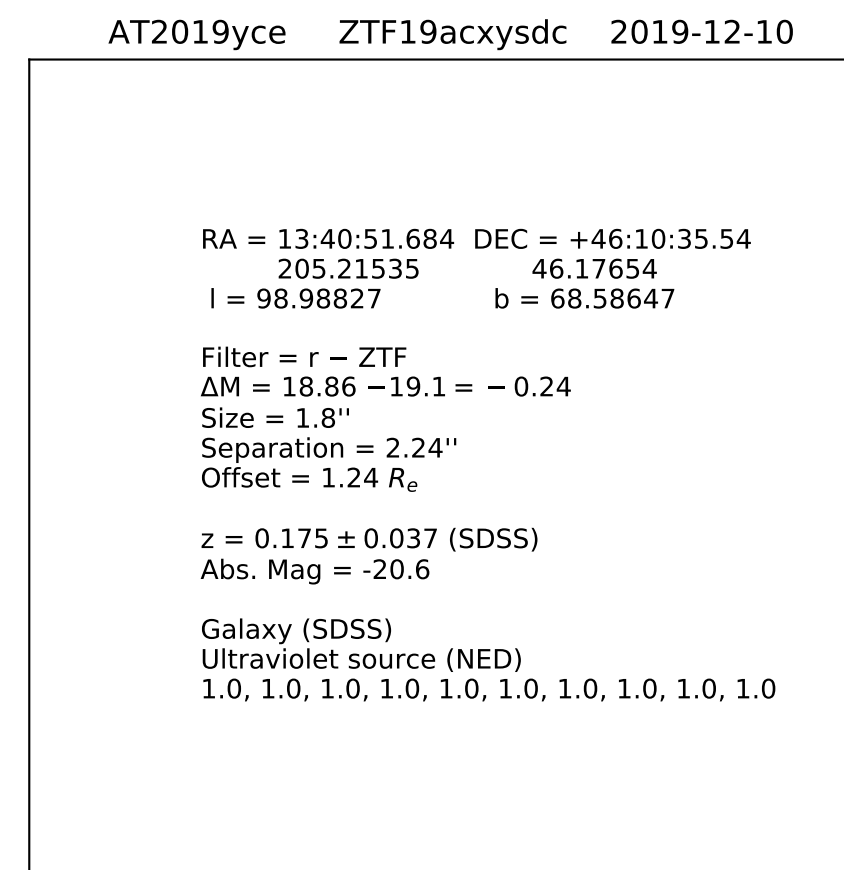 AT2019yce ZTF19acxysdc 2019-12-10
RA = 13:40:51.684 DEC = +46:10:35.54
205.21535 46.17654
l = 98.98827 b = 68.58647
Filter = r − ZTF
ΔM = 18.86 −19.1 = − 0.24
Size = 1.8''
Separation = 2.24''
Offset = 1.24 Rₑ
z = 0.175 ± 0.037 (SDSS)
Abs. Mag = -20.6
Galaxy (SDSS)
Ultraviolet source (NED)
1.0, 1.0, 1.0, 1.0, 1.0, 1.0, 1.0, 1.0, 1.0, 1.0